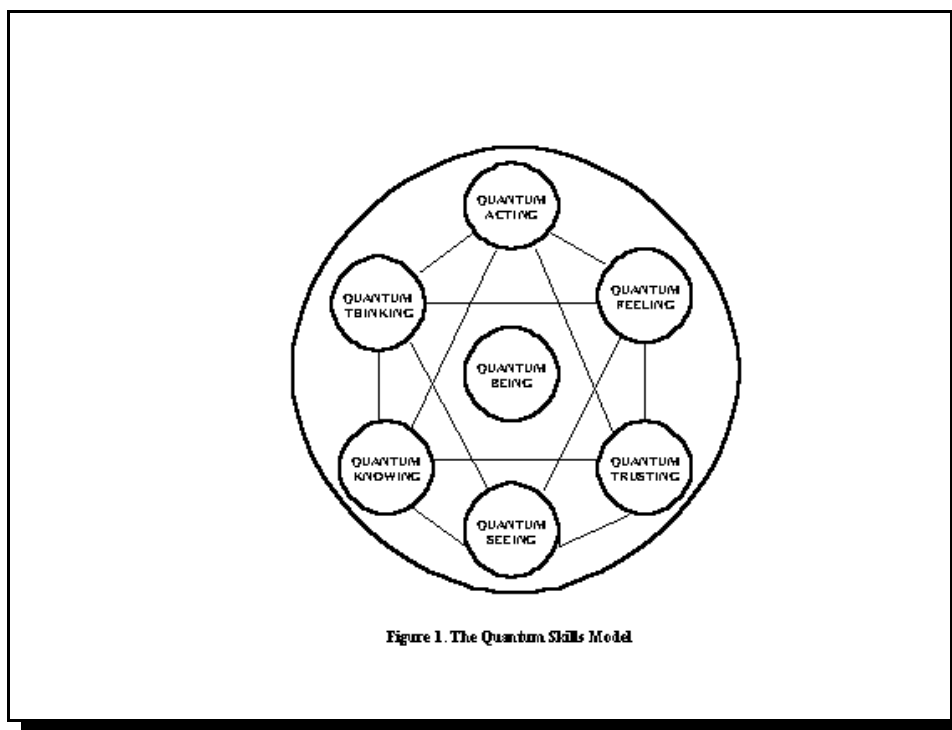 QUANTUM
ACTING
QUANTUM
THINKING
QUANTUM
FEELING
QUANTUM
BEING
QUANTUM
KNOWING
QUANTUM
TRUSTING
QUANTUM
SEEING
Figure 1. The Quantum Skills Model